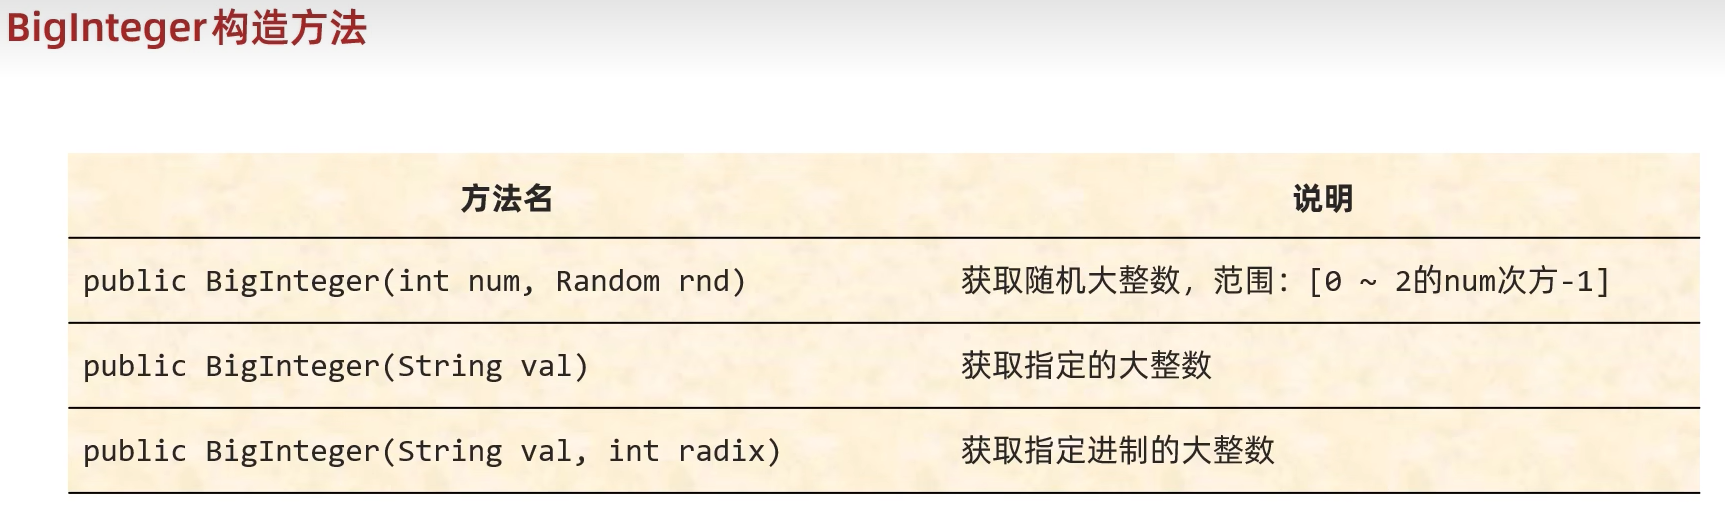 BigInteger构造方法
方法名 说明
public BigInteger(int num, Random rnd) 获取随机大整数，范围：[0 ~ 2的num次方-1]
public BigInteger(String val) 获取指定的大整数
public BigInteger(String val, int radix) 获取指定进制的大整数